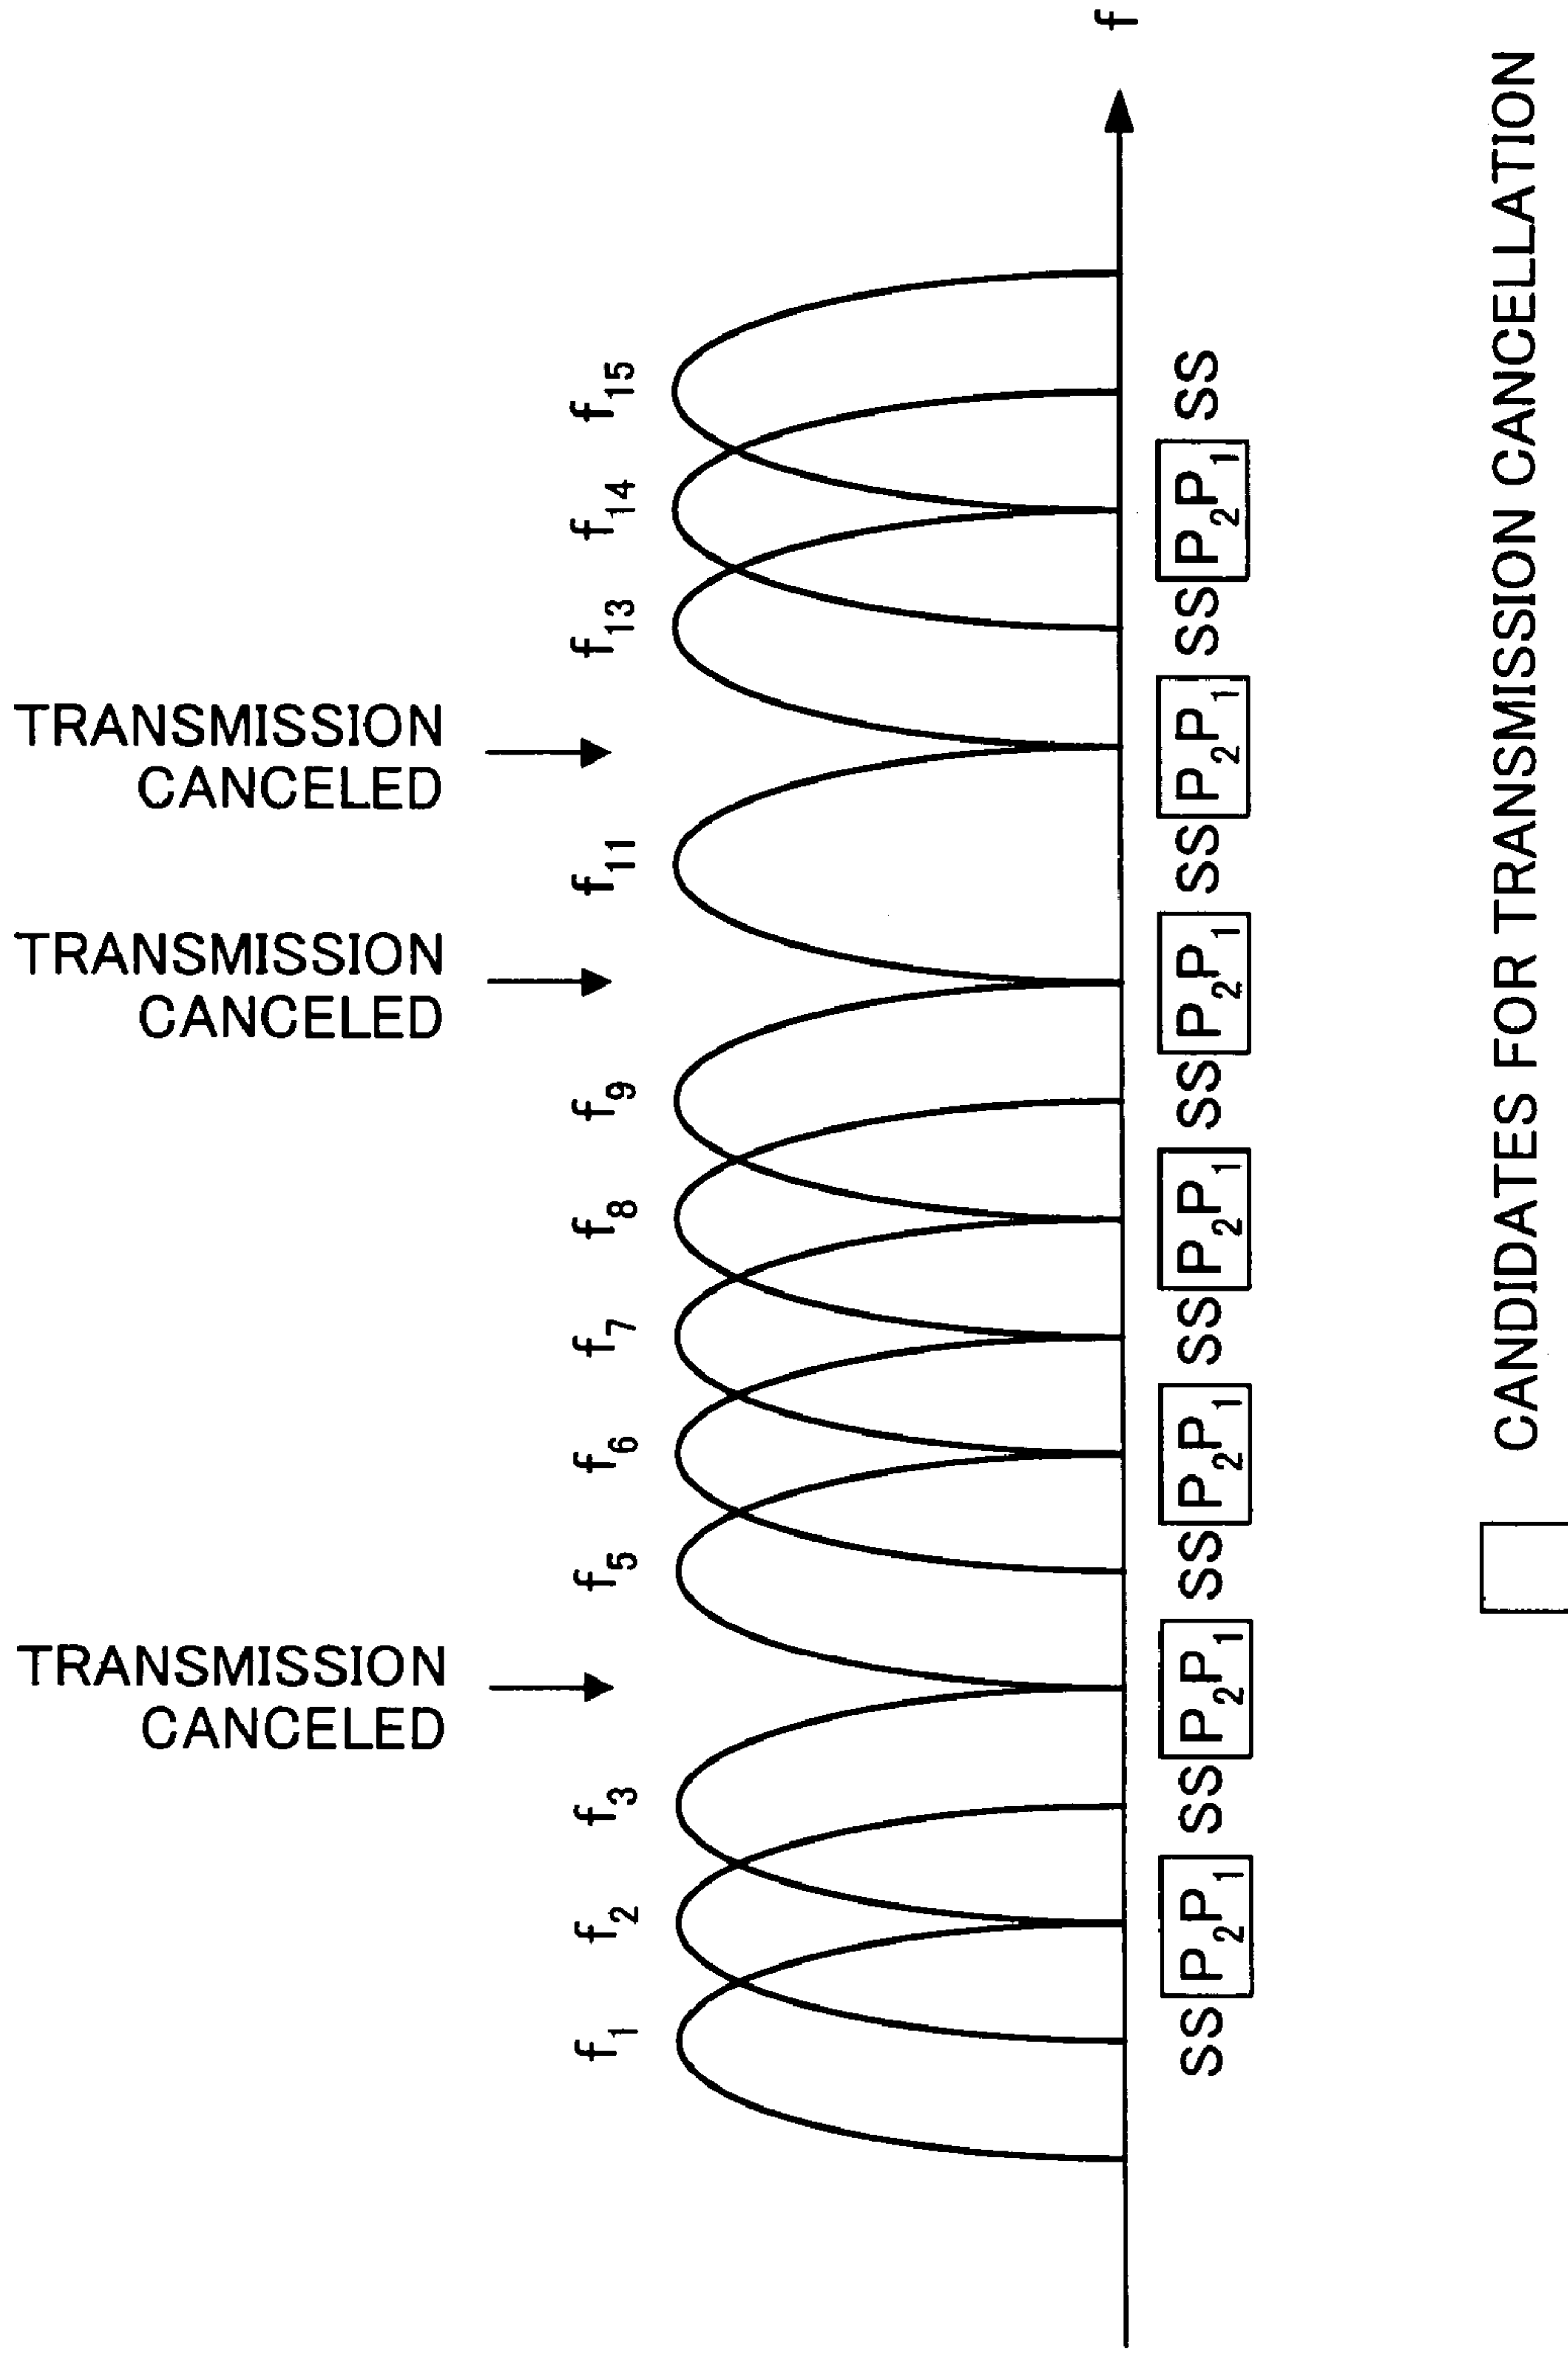 TRANSMISSION
CANCELED
TRANSMISSION
CANCELED
TRANSMISSION
CANCELED
f₁ f₂ f₃ f₅ f₆ f₇ f₈ f₉ f₁₁ f₁₃ f₁₄ f₁₅
f
SS P₂P₁ SS P₂P₁ SS P₂P₁ SS P₂P₁ SS P₂P₁ SS P₂P₁ SS P₂P₁ SS
CANDIDATES FOR TRANSMISSION CANCELLATION